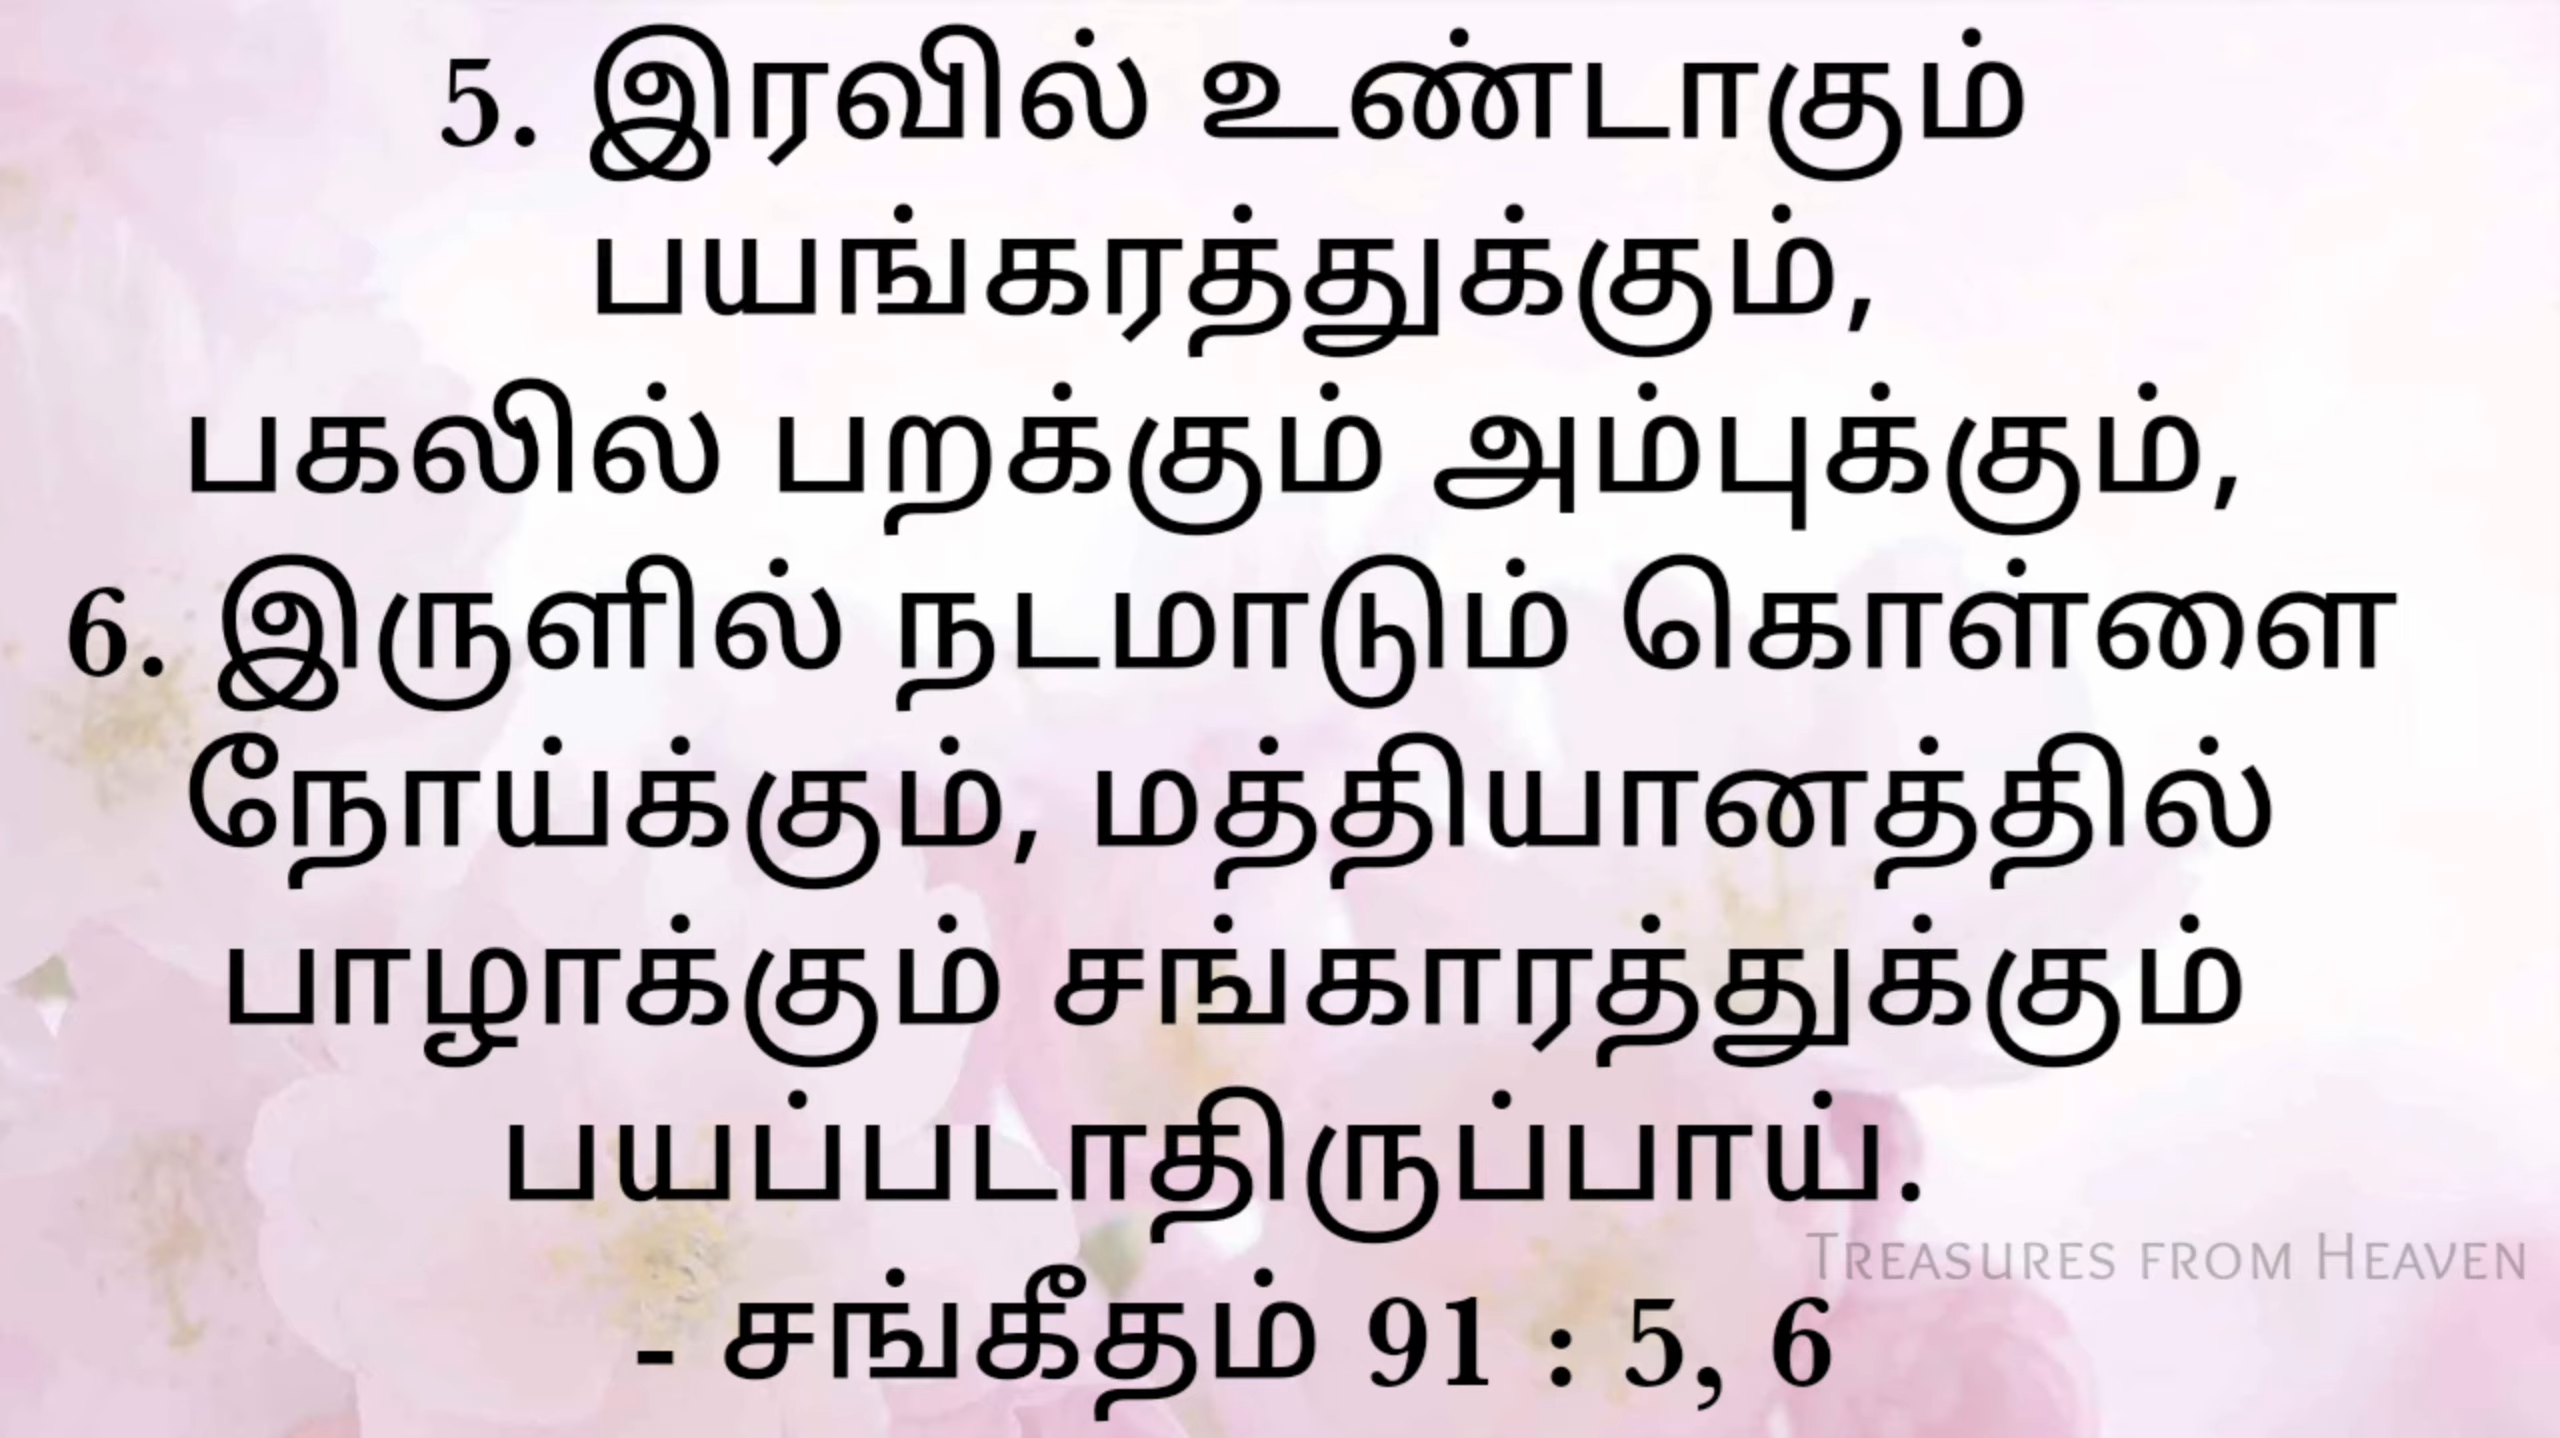 5. இரவில் உண்டாகும்
பயங்கரத்துக்கும்,
பகலில் பறக்கும் அம்புக்கும்,
6. இருளில் நடமாடும் கொள்ளை
நோய்க்கும், மத்தியானத்தில்
பாழாக்கும் சங்காரத்துக்கும்
பயப்படாதிருப்பாய்.
TREASURES FROM HEAVEN
- சங்கீதம் 91 : 5, 6